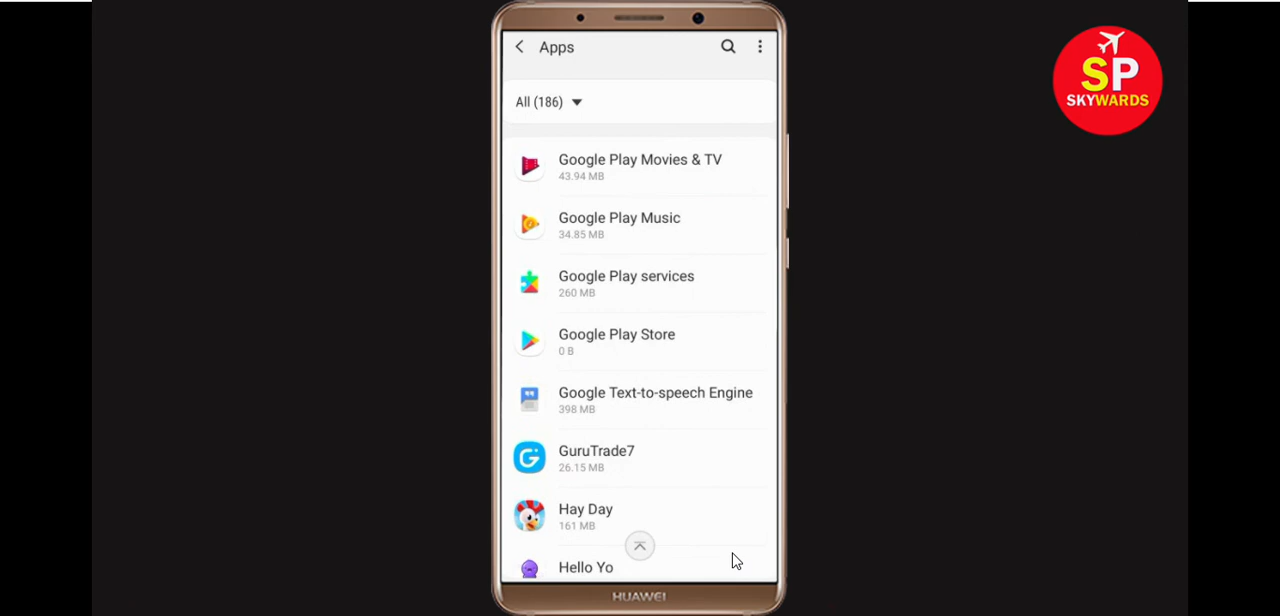 Apps
All (186)
Google Play Movies & TV
43.94 MB
Google Play Music
34.85 MB
Google Play services
260 MB
Google Play Store
0 B
Google Text-to-speech Engine
398 MB
GuruTrade7
26.15 MB
Hay Day
161 MB
Hello Yo
HUAWEI
SP
SKYWARDS